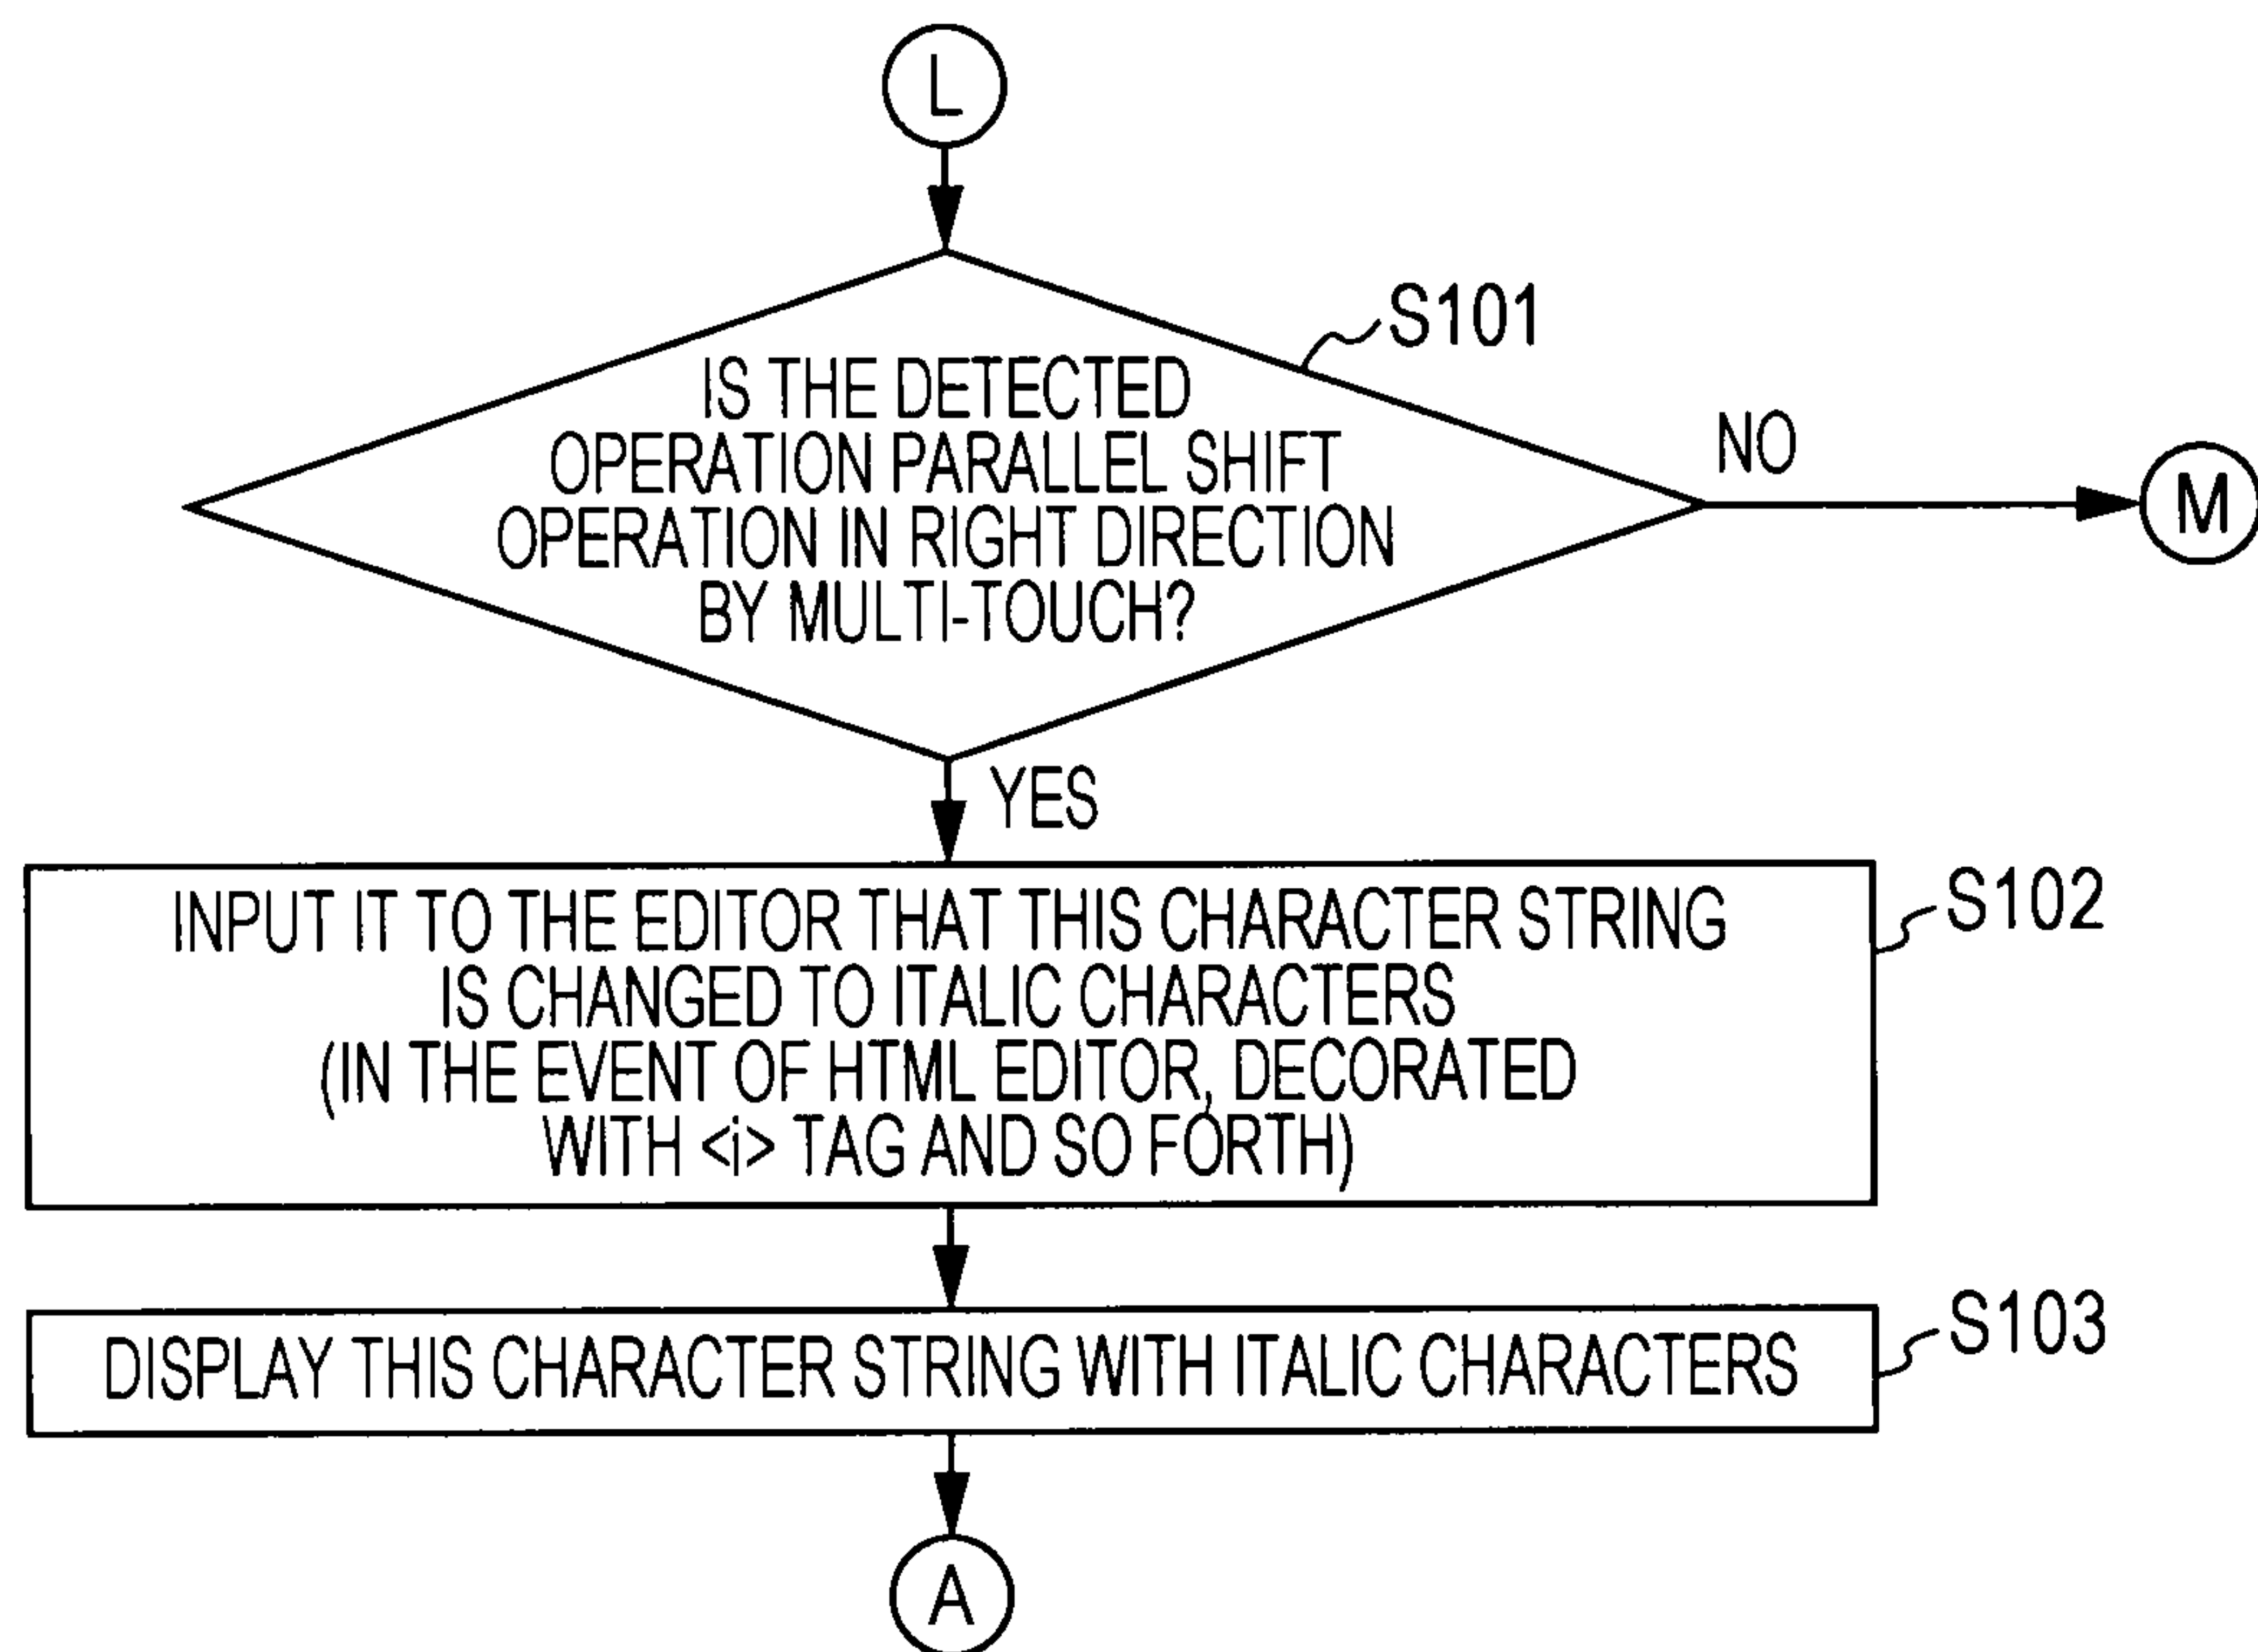 L
S101
IS THE DETECTED
OPERATION PARALLEL SHIFT
OPERATION IN RIGHT DIRECTION
BY MULTI-TOUCH?
NO
M
YES
S102
INPUT IT TO THE EDITOR THAT THIS CHARACTER STRING
IS CHANGED TO ITALIC CHARACTERS
(IN THE EVENT OF HTML EDITOR, DECORATED
WITH <i> TAG AND SO FORTH)
S103
DISPLAY THIS CHARACTER STRING WITH ITALIC CHARACTERS
A